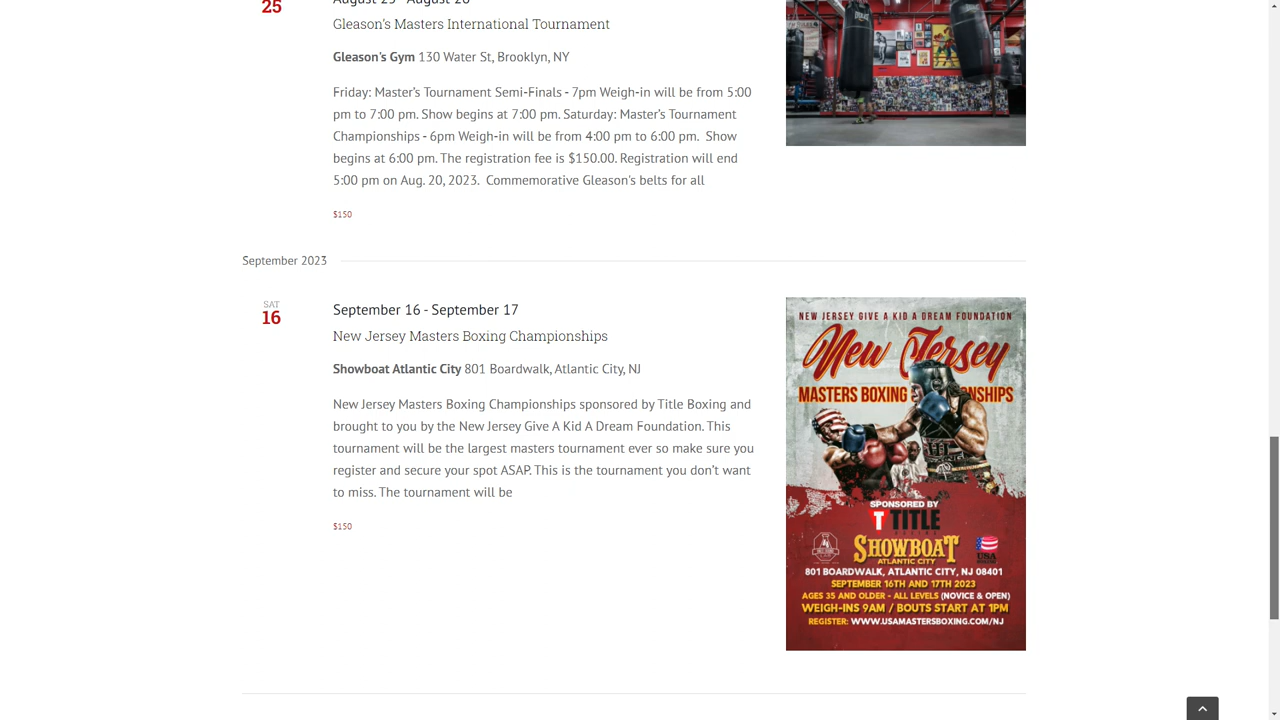 25
August 25 - August 26
Gleason's Masters International Tournament
Gleason's Gym 130 Water St, Brooklyn, NY
Friday: Master's Tournament Semi-Finals - 7pm Weigh-in will be from 5:00
pm to 7:00 pm. Show begins at 7:00 pm. Saturday: Master's Tournament
Championships - 6pm Weigh-in will be from 4:00 pm to 6:00 pm.  Show
begins at 6:00 pm. The registration fee is $150.00. Registration will end
5:00 pm on Aug. 20, 2023.  Commemorative Gleason's belts for all
$150
September 2023
SAT
16
September 16 - September 17
New Jersey Masters Boxing Championships
Showboat Atlantic City 801 Boardwalk, Atlantic City, NJ
New Jersey Masters Boxing Championships sponsored by Title Boxing and
brought to you by the New Jersey Give A Kid A Dream Foundation. This
tournament will be the largest masters tournament ever so make sure you
register and secure your spot ASAP. This is the tournament you don't want
to miss. The tournament will be
$150
NEW JERSEY GIVE A KID A DREAM FOUNDATION
New Jersey
MASTERS BOXING
SPONSORED BY
TITLE
SHOWBOAT
ATLANTIC CITY
USA
801 BOARDWALK, ATLANTIC CITY, NJ 08401
SEPTEMBER 16TH AND 17TH 2023
AGES 35 AND OLDER - ALL LEVELS (NOVICE & OPEN)
WEIGH-INS 9AM / BOUTS START AT 1PM
REGISTER: WWW.USAMASTERSBOXING.COM/NJ